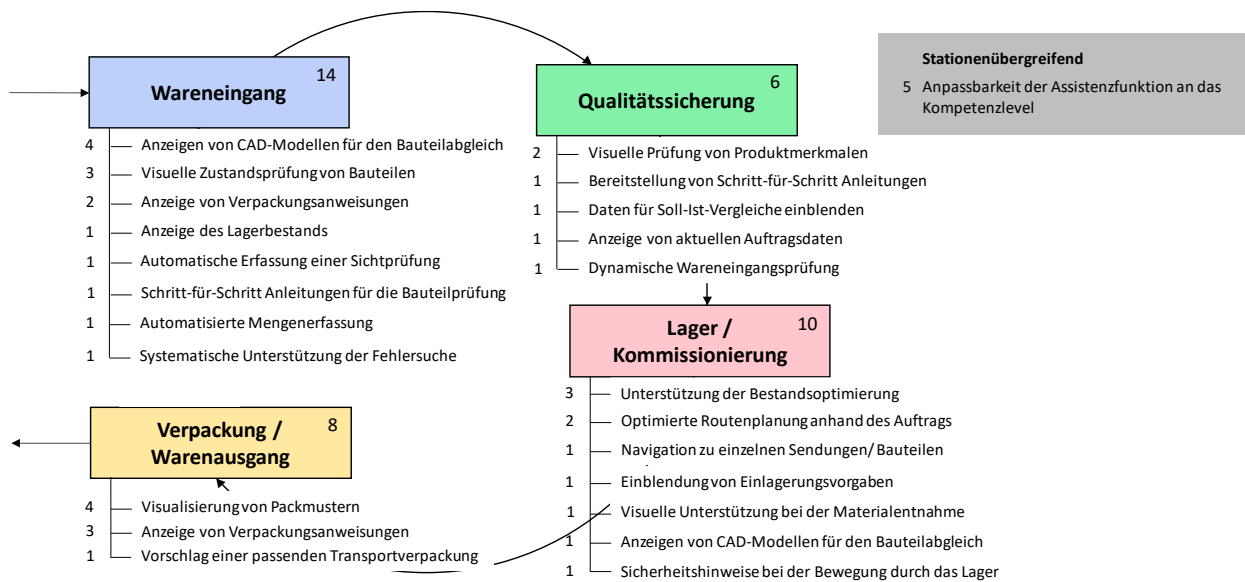 Wareneingang 14
4 Anzeigen von CAD-Modellen für den Bauteilabgleich
3 Visuelle Zustandsprüfung von Bauteilen
2 Anzeige von Verpackungsanweisungen
1 Anzeige des Lagerbestands
1 Automatische Erfassung einer Sichtprüfung
1 Schritt-für-Schritt Anleitungen für die Bauteilprüfung
1 Automatisierte Mengenerfassung
1 Systematische Unterstützung der Fehlersuche
Qualitätssicherung 6
2 Visuelle Prüfung von Produktmerkmalen
1 Bereitstellung von Schritt-für-Schritt Anleitungen
1 Daten für Soll-Ist-Vergleiche einblenden
1 Anzeige von aktuellen Auftragsdaten
1 Dynamische Wareneingangsprüfung
Stationenübergreifend
5 Anpassbarkeit der Assistenzfunktion an das
Kompetenzlevel
Lager / 10
Kommissionierung
3 Unterstützung der Bestandsoptimierung
2 Optimierte Routenplanung anhand des Auftrags
1 Navigation zu einzelnen Sendungen/ Bauteilen
1 Einblendung von Einlagerungsvorgaben
1 Visuelle Unterstützung bei der Materialentnahme
1 Anzeigen von CAD-Modellen für den Bauteilabgleich
1 Sicherheitshinweise bei der Bewegung durch das Lager
Verpackung / 8
Warenausgang
4 Visualisierung von Packmustern
3 Anzeige von Verpackungsanweisungen
1 Vorschlag einer passenden Transportverpackung